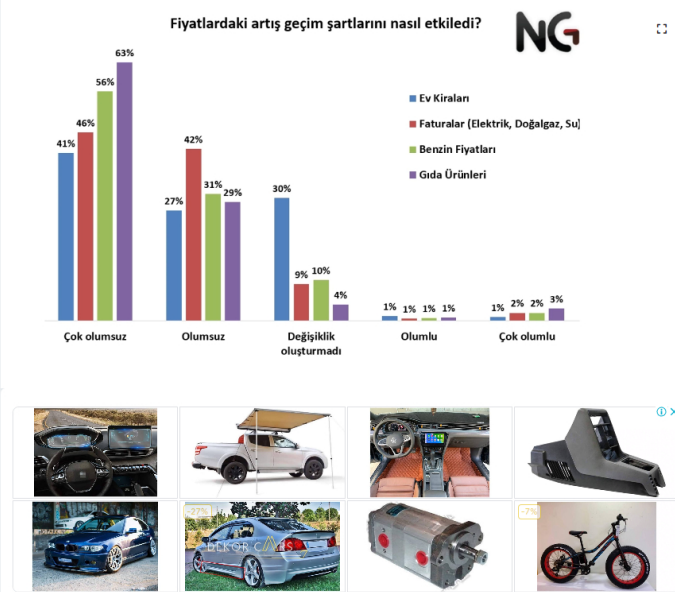 Fiyatlardaki artış geçim şartlarını nasıl etkiledi?
NG
63%
56%
46%
41%
42%
31%
29%
27%
30%
9%
10%
4%
1%
1%
1%
1%
1%
2%
2%
3%
Ev Kiraları
Faturalar (Elektrik, Doğalgaz, Su)
Benzin Fiyatları
Gıda Ürünleri
Çok olumsuz
Olumsuz
Değişiklik
oluşturmadı
Olumlu
Çok olumlu
-27%
DEKOR CARS
-7%